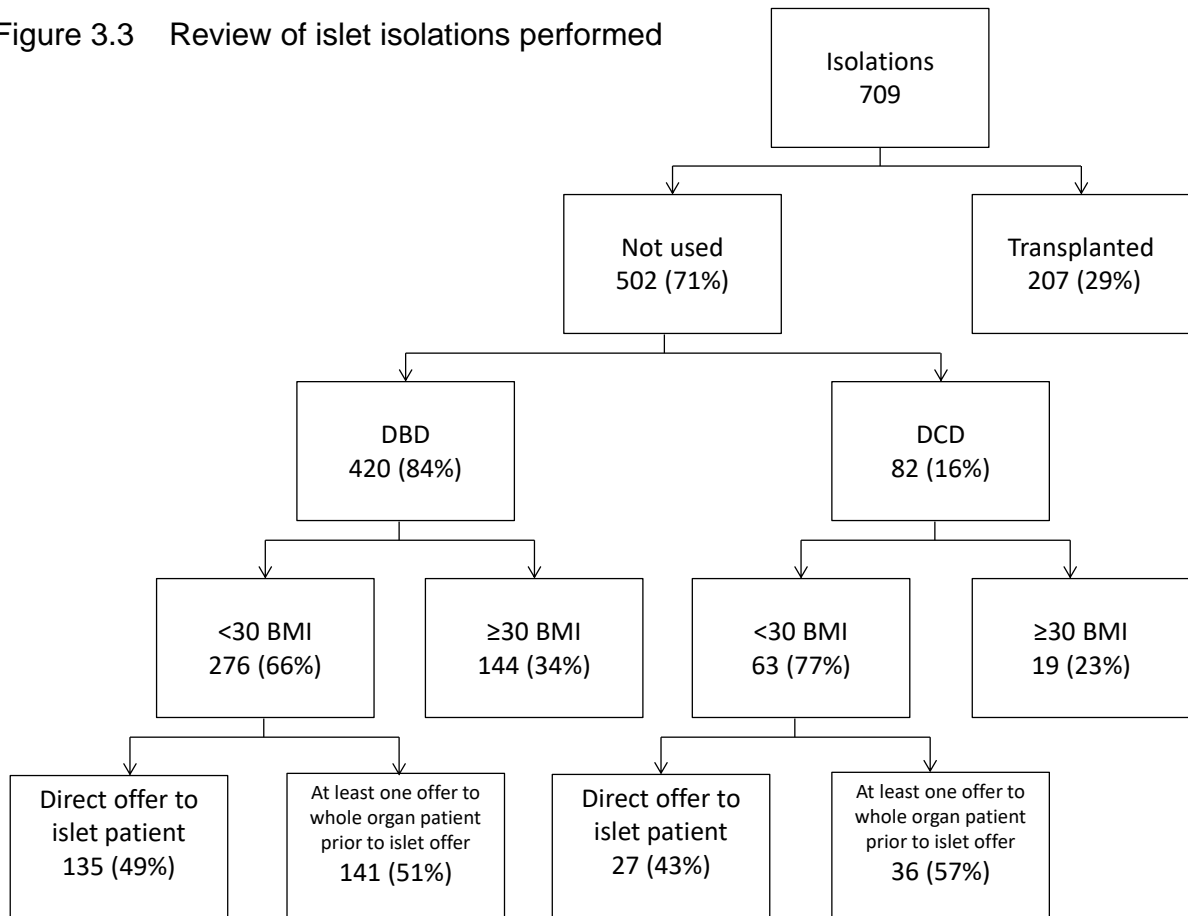 Figure 3.3 Review of islet isolations performed
Isolations
709
Not used
502 (71%)
Transplanted
207 (29%)
DBD
420 (84%)
DCD
82 (16%)
<30 BMI
276 (66%)
≥30 BMI
144 (34%)
<30 BMI
63 (77%)
≥30 BMI
19 (23%)
Direct offer to
islet patient
135 (49%)
At least one offer to
whole organ patient
prior to islet offer
141 (51%)
Direct offer to
islet patient
27 (43%)
At least one offer to
whole organ patient
prior to islet offer
36 (57%)